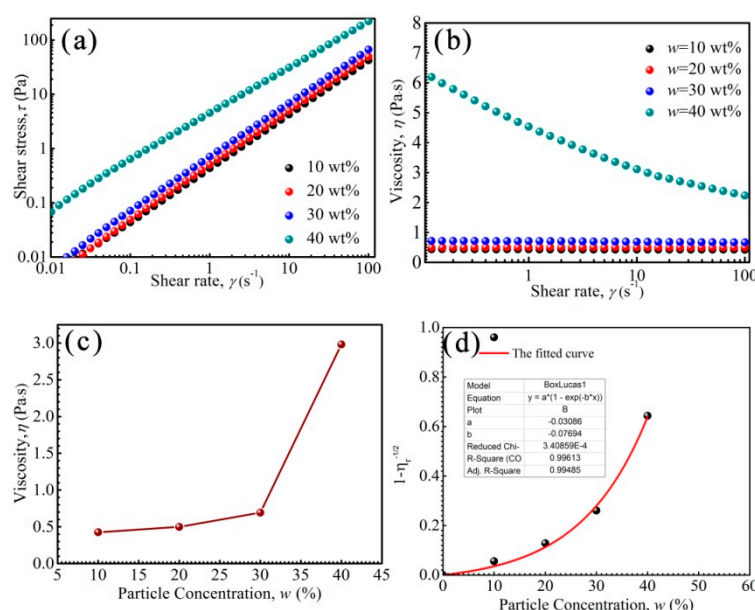 (a)
Shear stress, τ (Pa)
100
10
1
0.1
0.01
10 wt%
20 wt%
30 wt%
40 wt%
0.01 0.1 1 10 100
Shear rate, γ (s⁻¹)
(b)
Viscosity, η (Pa·s)
8
7
6
5
4
3
2
1
0
w=10 wt%
w=20 wt%
w=30 wt%
w=40 wt%
1 10 100
Shear rate, γ (s⁻¹)
(c)
Viscosity, η (Pa·s)
3.0
2.5
2.0
1.5
1.0
0.5
0.0
5 10 15 20 25 30 35 40 45
Particle Concentration, w (%)
(d)
1-ηr^-1/2
1.0
0.8
0.6
0.4
0.2
0.0
The fitted curve
Model BoxLucas1
Equation y = a*(1 - exp(-b*x))
Plot B
a -0.03086
b -0.07694
Reduced Chi- 3.40859E-4
R-Square (CO 0.99613
Adj. R-Square 0.99485
0 10 20 30 40 50 60
Particle Concentration, w (%)